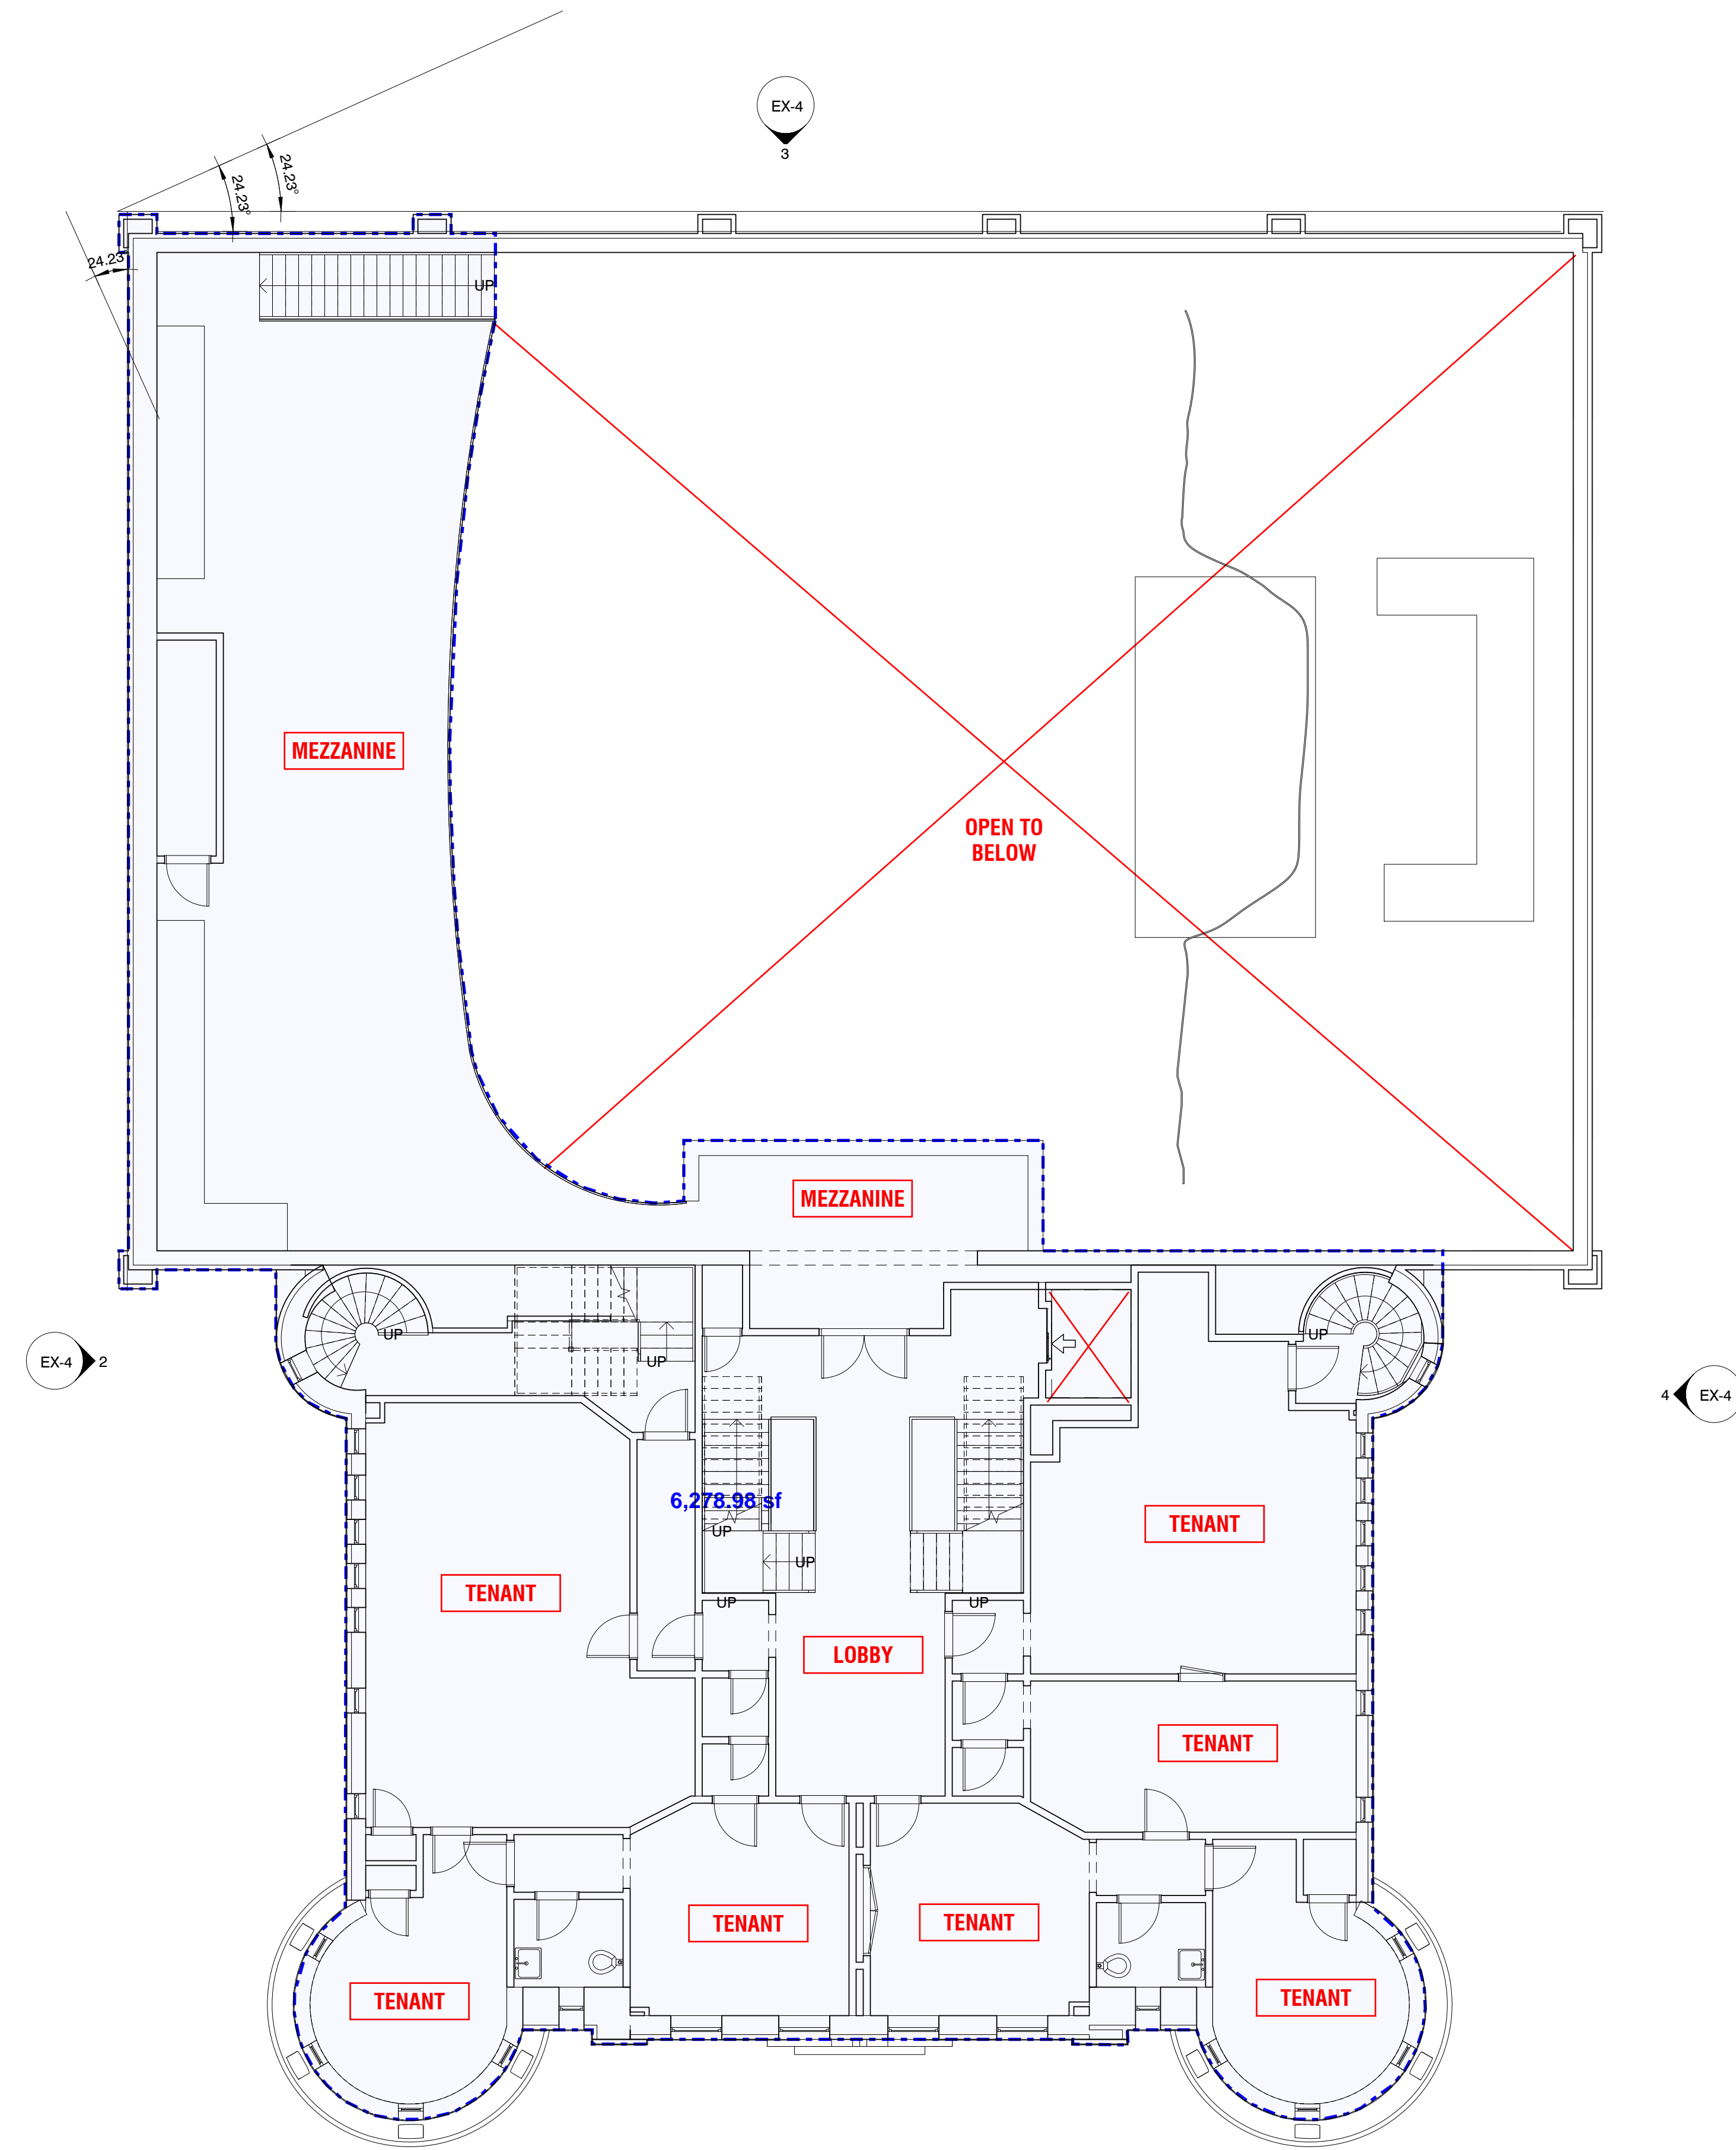 EX-4
3
24.23°
24.23°
24.23
UP
MEZZANINE
OPEN TO
BELOW
MEZZANINE
UP
UP
UP
EX-4
2
4
EX-4
6,278.98 sf
TENANT
UP
UP
TENANT
UP
UP
LOBBY
TENANT
TENANT
TENANT
TENANT
TENANT